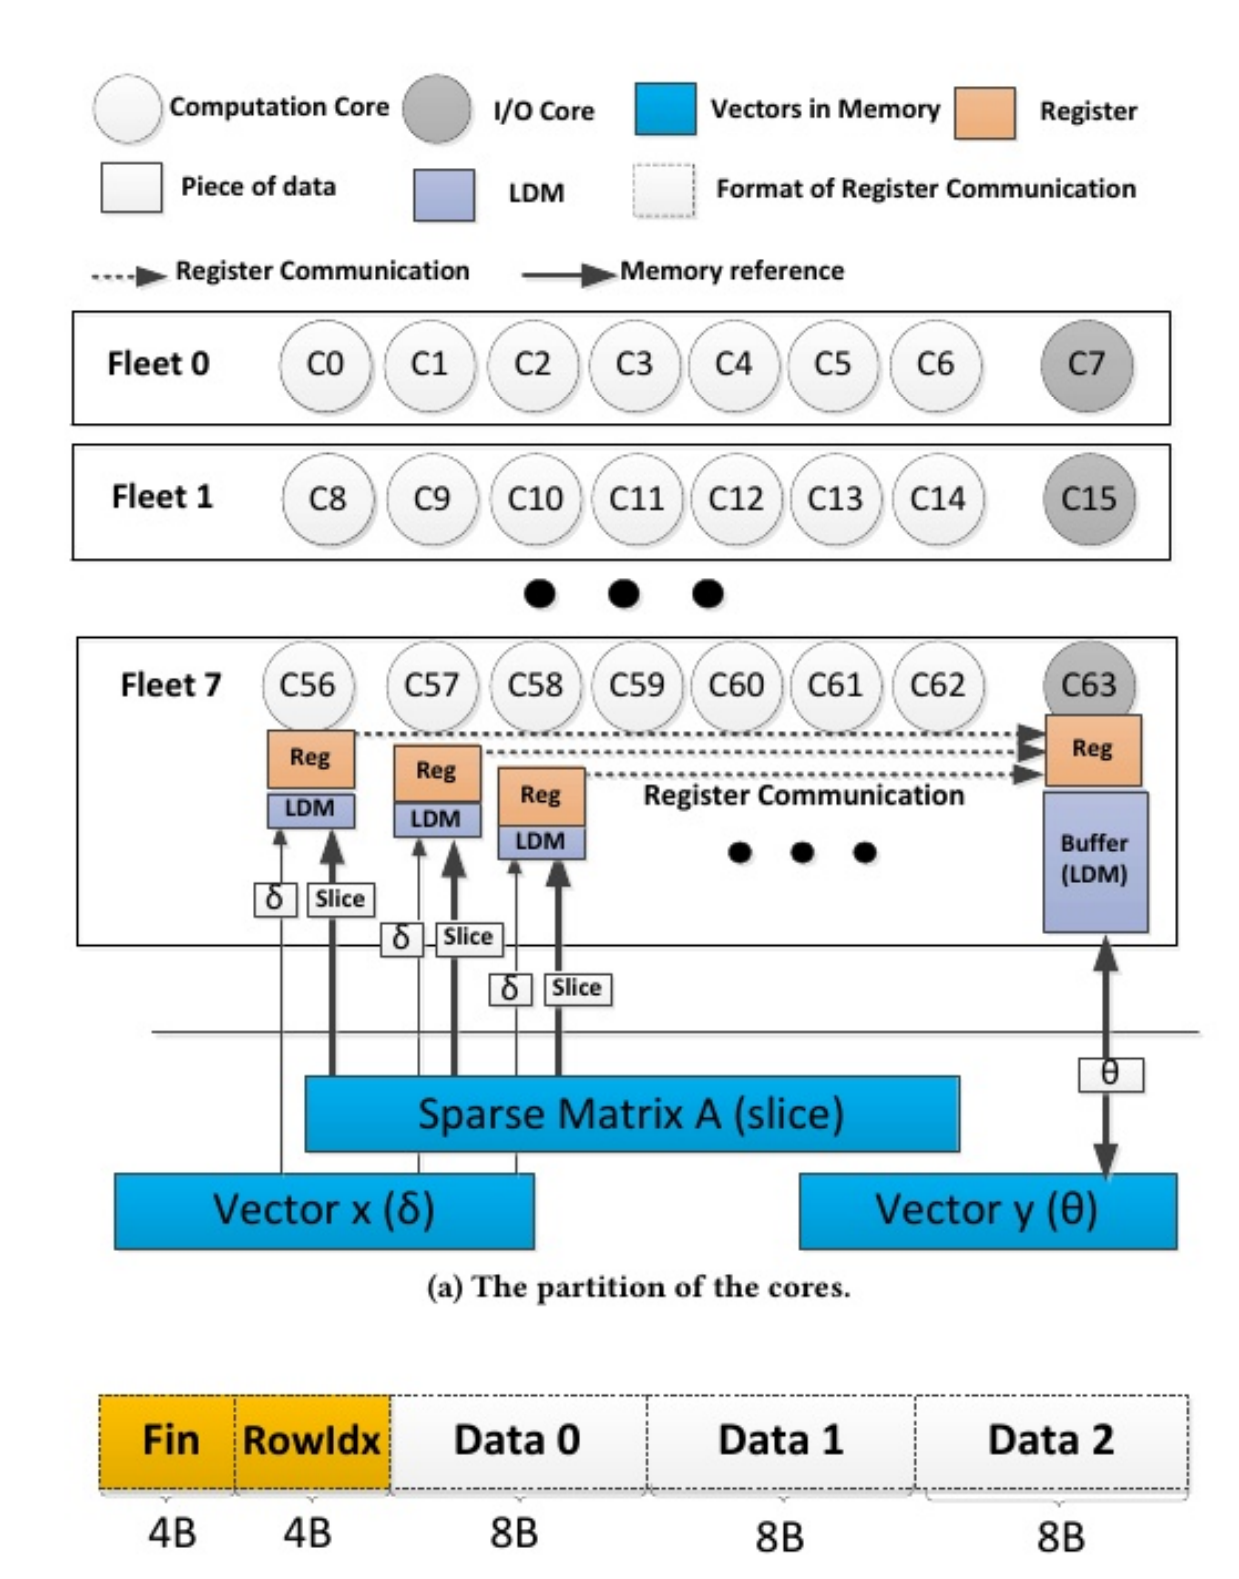 Computation Core I/O Core Vectors in Memory Register
Piece of data LDM Format of Register Communication
Register Communication Memory reference
Fleet 0 C0 C1 C2 C3 C4 C5 C6 C7
Fleet 1 C8 C9 C10 C11 C12 C13 C14 C15
Fleet 7 C56 C57 C58 C59 C60 C61 C62 C63
Reg Reg Reg Reg
LDM LDM LDM
Register Communication
Buffer
(LDM)
δ Slice δ Slice δ Slice
θ
Sparse Matrix A (slice)
Vector x (δ) Vector y (θ)
(a) The partition of the cores.
Fin RowIdx Data 0 Data 1 Data 2
4B 4B 8B 8B 8B